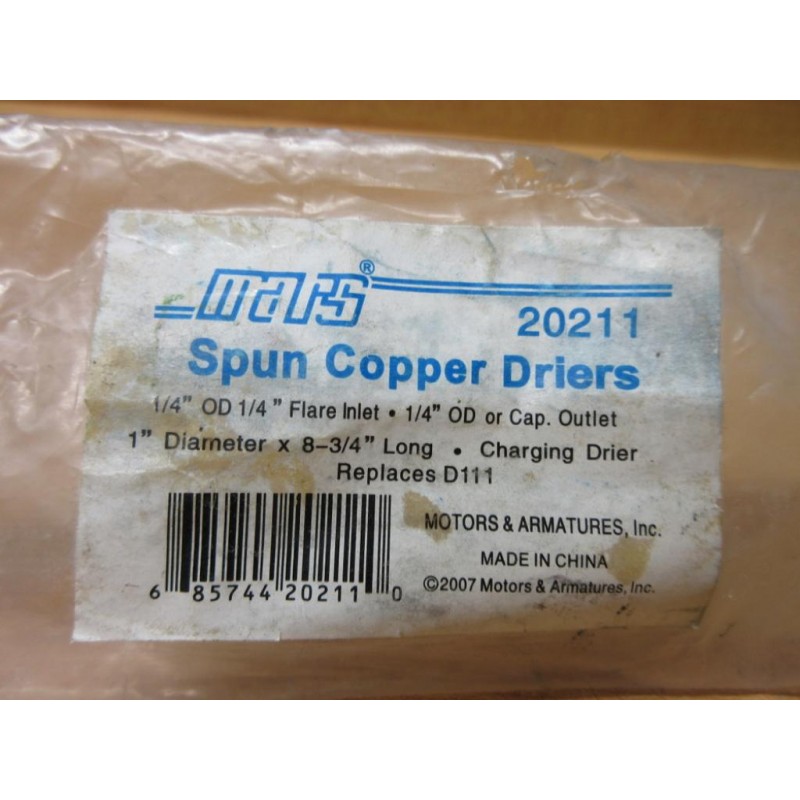 mars®
20211
Spun Copper Driers
1/4" OD 1/4" Flare Inlet • 1/4" OD or Cap. Outlet
1" Diameter x 8–3/4" Long • Charging Drier
Replaces D111
MOTORS & ARMATURES, Inc.
MADE IN CHINA
©2007 Motors & Armatures, Inc.
6 85744 20211 0